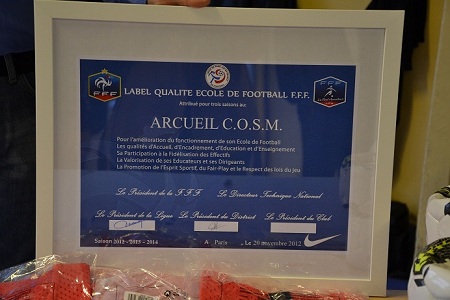 FFF
LABEL QUALITE ECOLE DE FOOTBALL F.F.F.
Attribué pour trois saisons au:
ARCUEIL C.O.S.M.
Pour l'amélioration du fonctionnement de son Ecole de Football
Les qualités d'Accueil, d'Encadrement, d'Education et d'Enseignement
Sa Participation à la Fidélisation des Effectifs
La Valorisation de ses Educateurs et ses Dirigeants
La Promotion de l'Esprit Sportif, du Fair-Play et le Respect des lois du Jeu
Le Président de la F.F.F Le Directeur Technique National
Le Président de la Ligue Le Président du District Le Président du Club
Saison 2012 - 2013 - 2014 A Paris Le 20 novembre 2012